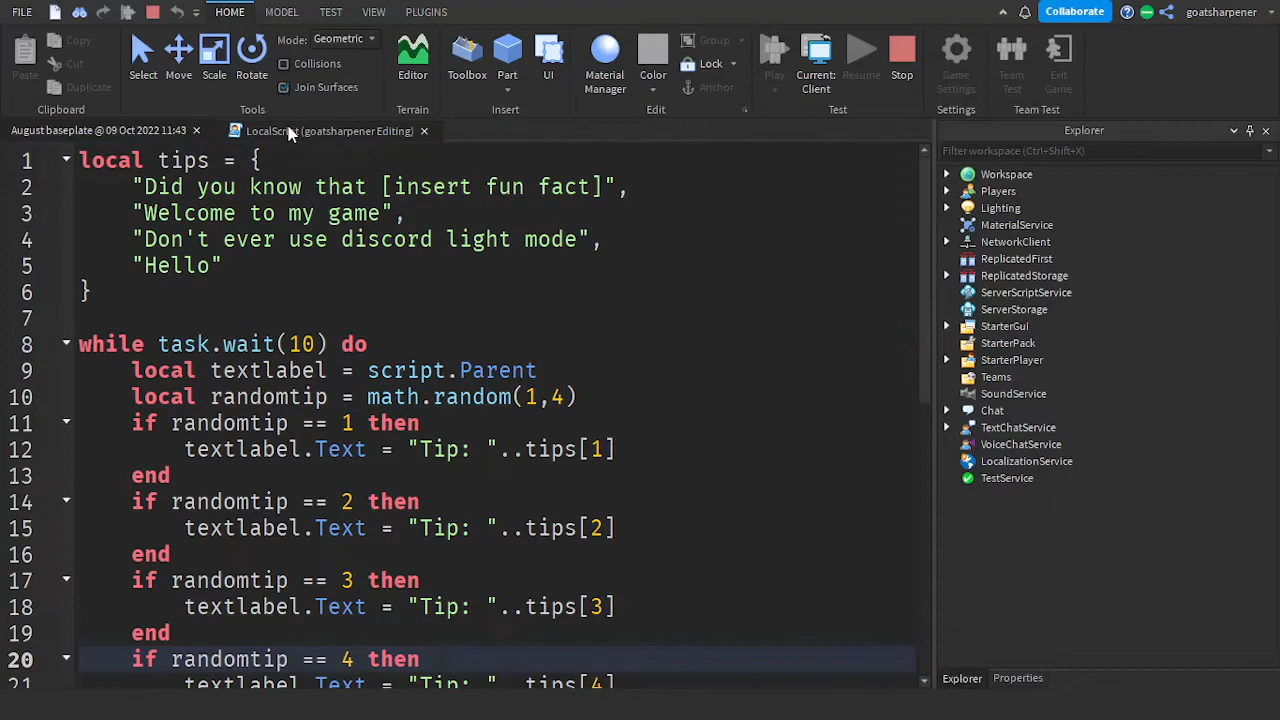 FILE HOME MODEL TEST VIEW PLUGINS Collaborate goatsharpener
Paste Copy Cut Duplicate Clipboard
Select Move Scale Rotate Mode: Geometric Collisions Join Surfaces Tools
Editor Terrain
Toolbox Part UI Insert
Material Manager Color Group Lock Anchor Edit
Play Current: Client Resume Stop Test
Game Settings Settings
Team Test Exit Game Team Test
August baseplate @ 09 Oct 2022 11:43 LocalScript (goatsharpener Editing)
1 local tips = {
2 "Did you know that [insert fun fact]",
3 "Welcome to my game",
4 "Don't ever use discord light mode",
5 "Hello"
6 }
7
8 while task.wait(10) do
9 local textlabel = script.Parent
10 local randomtip = math.random(1,4)
11 if randomtip == 1 then
12 textlabel.Text = "Tip: "..tips[1]
13 end
14 if randomtip == 2 then
15 textlabel.Text = "Tip: "..tips[2]
16 end
17 if randomtip == 3 then
18 textlabel.Text = "Tip: "..tips[3]
19 end
20 if randomtip == 4 then
21 textlabel.Text = "Tip: "..tips[4]
Explorer
Filter workspace (Ctrl+Shift+X)
Workspace
Players
Lighting
MaterialService
NetworkClient
ReplicatedFirst
ReplicatedStorage
ServerScriptService
ServerStorage
StarterGui
StarterPack
StarterPlayer
Teams
SoundService
Chat
TextChatService
VoiceChatService
LocalizationService
TestService
Explorer Properties